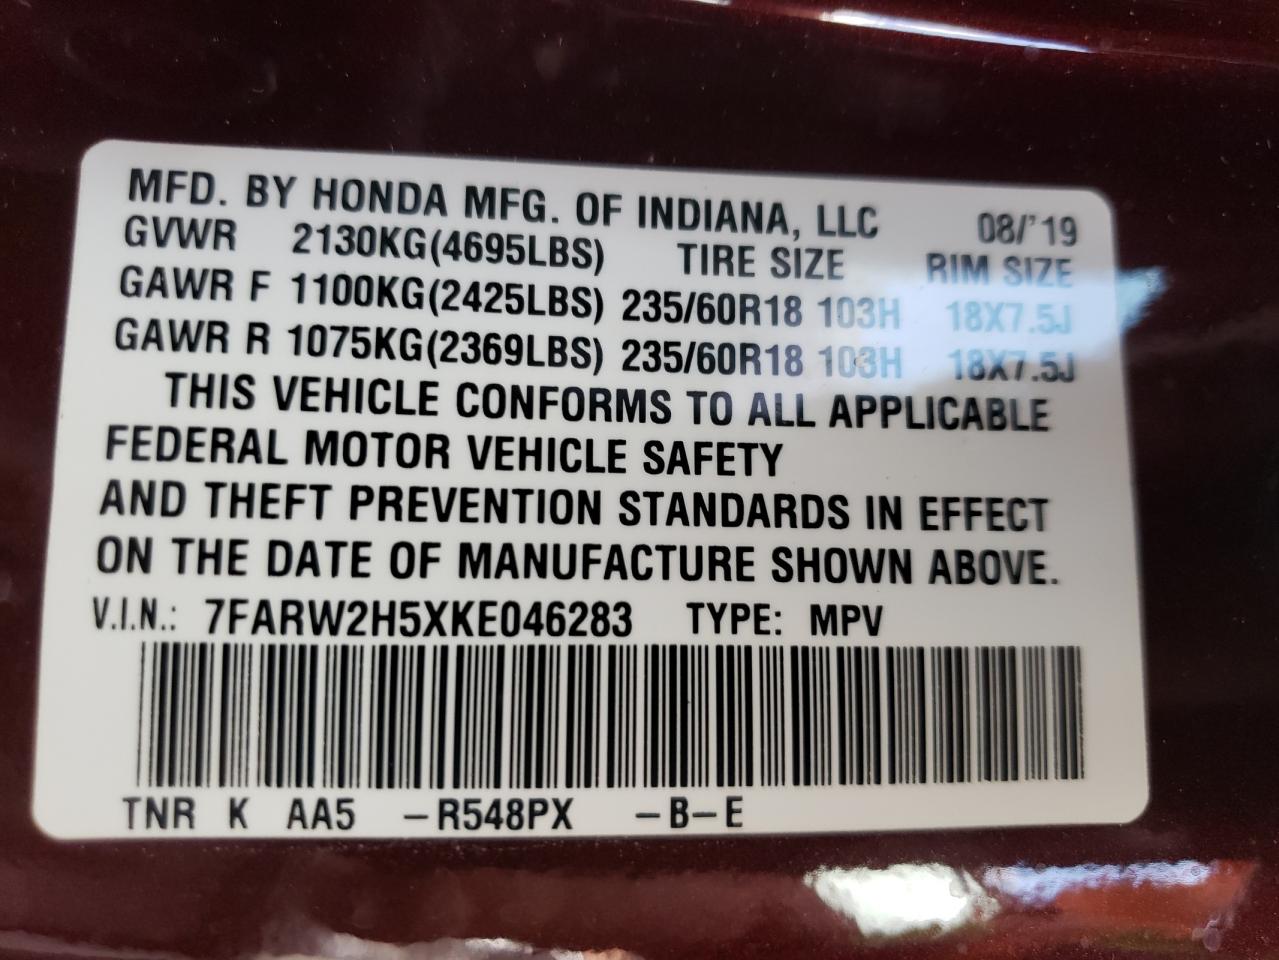 MFD. BY HONDA MFG. OF INDIANA, LLC 08/'19
GVWR 2130KG(4695LBS) TIRE SIZE RIM SIZE
GAWR F 1100KG(2425LBS) 235/60R18 103H 18X7.5J
GAWR R 1075KG(2369LBS) 235/60R18 103H 18X7.5J
THIS VEHICLE CONFORMS TO ALL APPLICABLE
FEDERAL MOTOR VEHICLE SAFETY
AND THEFT PREVENTION STANDARDS IN EFFECT
ON THE DATE OF MANUFACTURE SHOWN ABOVE.
V.I.N.: 7FARW2H5XKE046283 TYPE: MPV
TNR K AA5 -R548PX -B-E